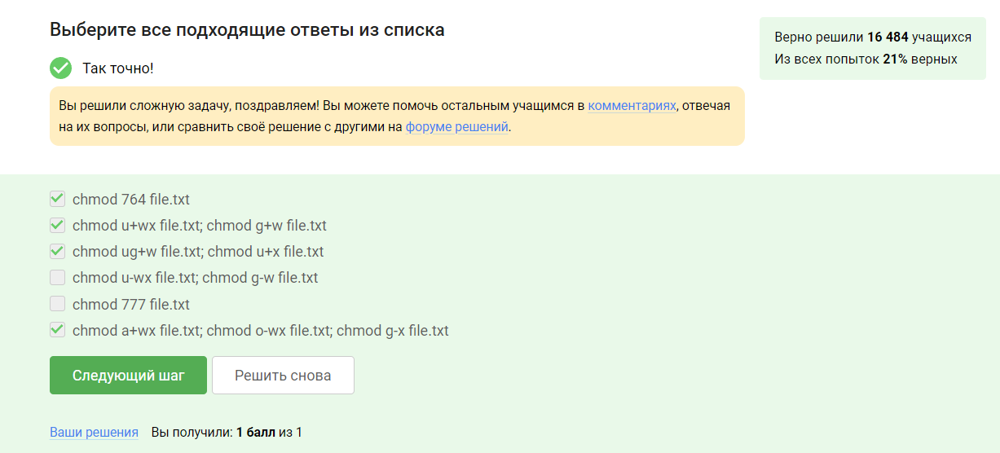 Выберите все подходящие ответы из списка
Верно решили 16 484 учащихся
Из всех попыток 21% верных
Так точно!
Вы решили сложную задачу, поздравляем! Вы можете помочь остальным учащимся в комментариях, отвечая
на их вопросы, или сравнить своё решение с другими на форуме решений.
chmod 764 file.txt
chmod u+wx file.txt; chmod g+w file.txt
chmod ug+w file.txt; chmod u+x file.txt
chmod u-wx file.txt; chmod g-w file.txt
chmod 777 file.txt
chmod a+wx file.txt; chmod o-wx file.txt; chmod g-x file.txt
Следующий шаг
Решить снова
Ваши решения Вы получили: 1 балл из 1